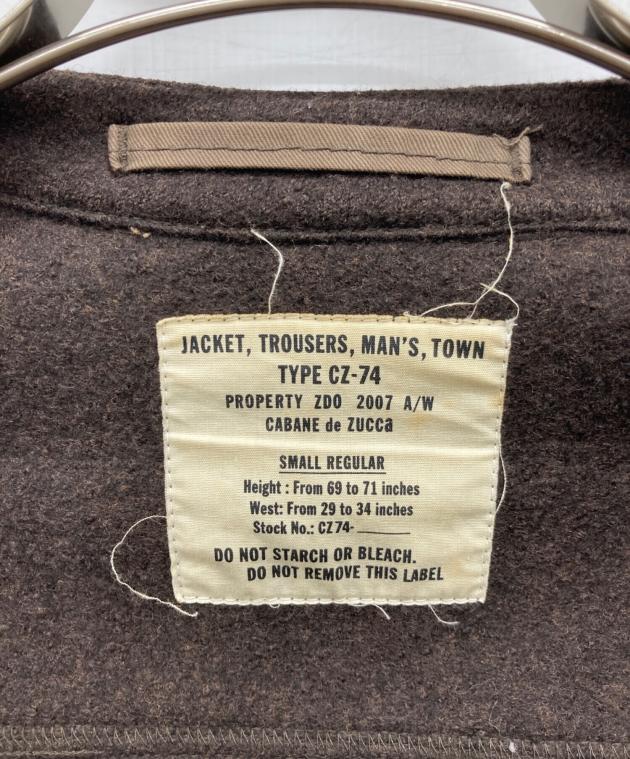 JACKET, TROUSERS, MAN'S, TOWN
TYPE CZ-74
PROPERTY ZDO 2007 A/W
CABANE de ZUCCa
SMALL REGULAR
Height : From 69 to 71 inches
West: From 29 to 34 inches
Stock No.: CZ74-______
DO NOT STARCH OR BLEACH.
DO NOT REMOVE THIS LABEL